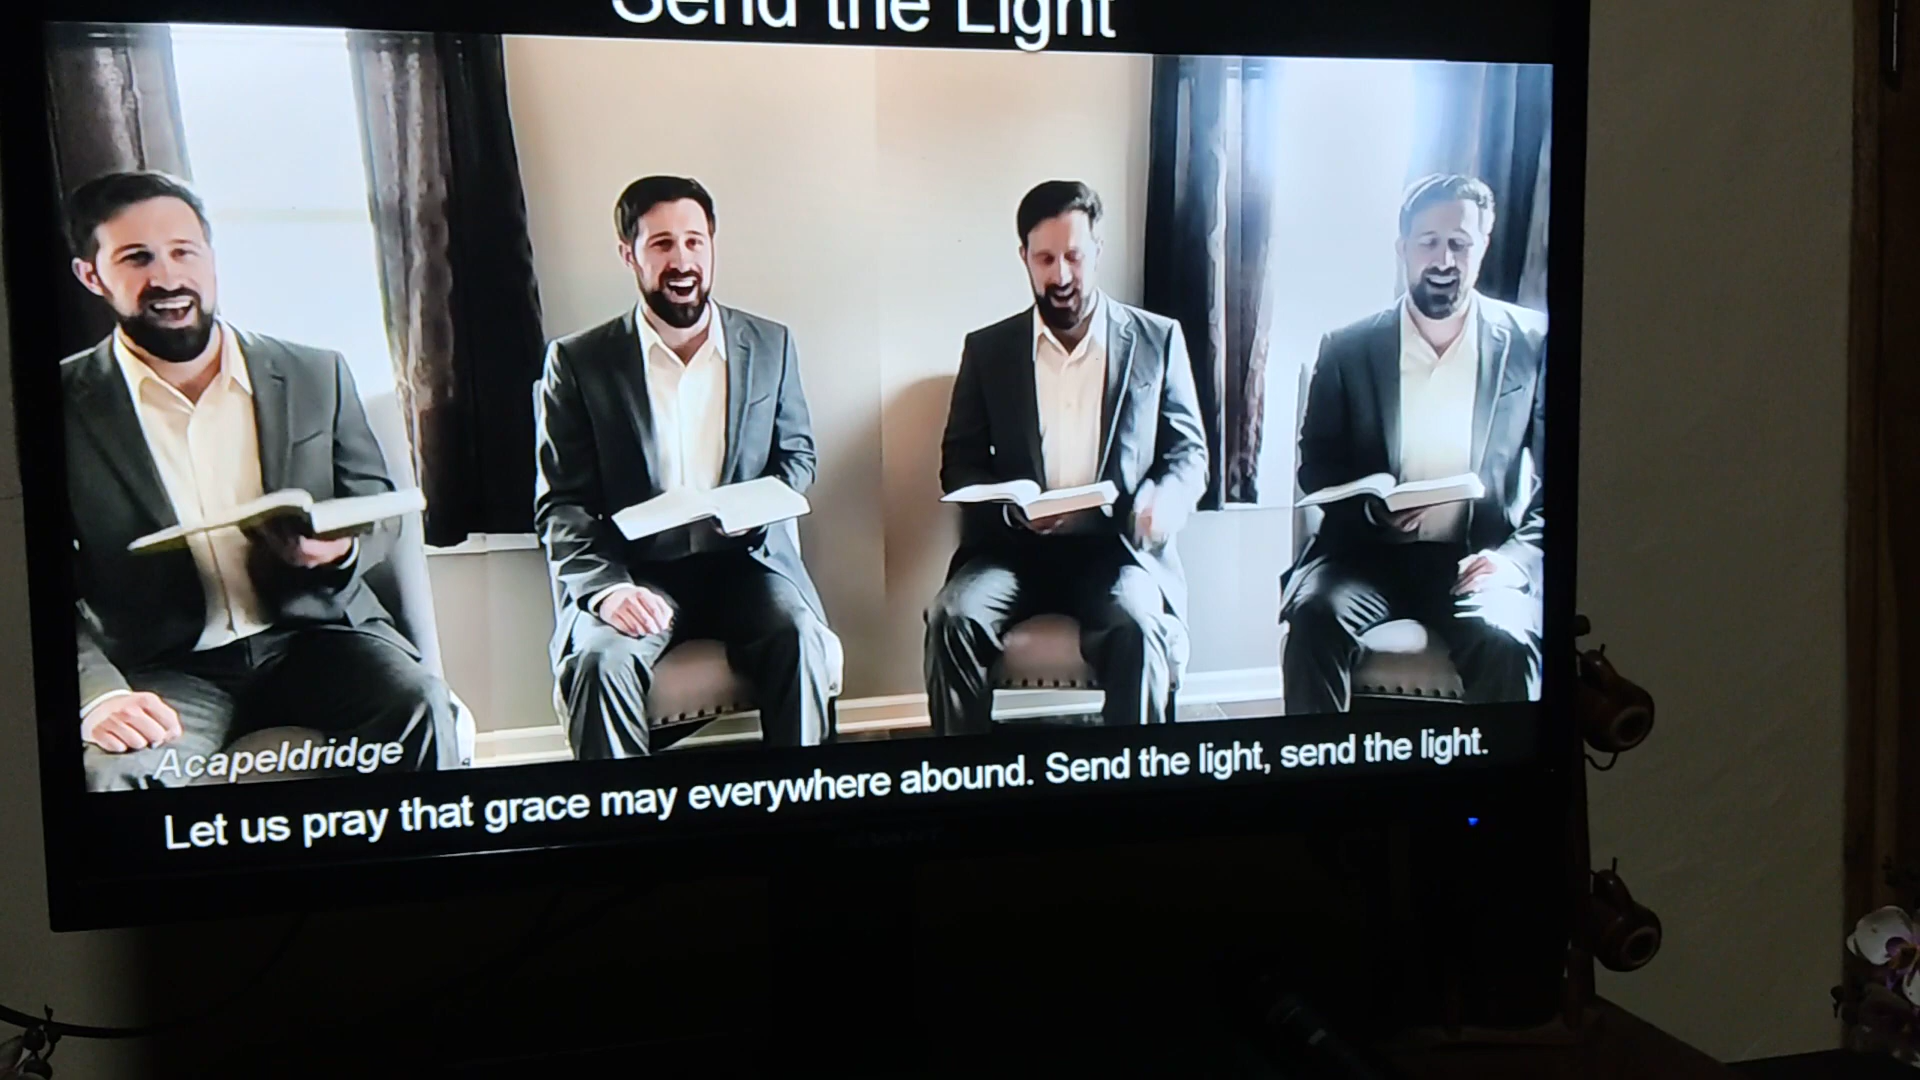 Send the Light
Acapeldridge
Let us pray that grace may everywhere abound. Send the light, send the light.